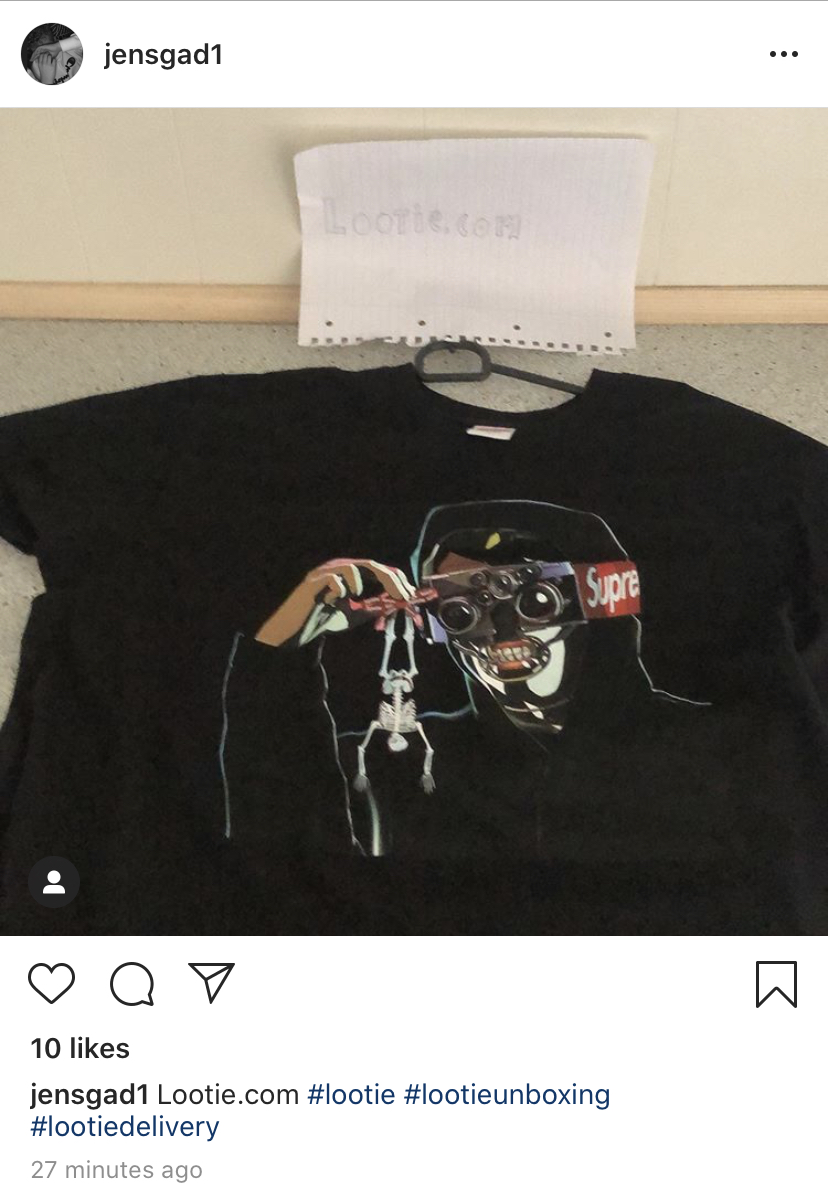 jensgad1
Lootie.com
Supre
10 likes
jensgad1 Lootie.com #lootie #lootieunboxing
#lootiedelivery
27 minutes ago